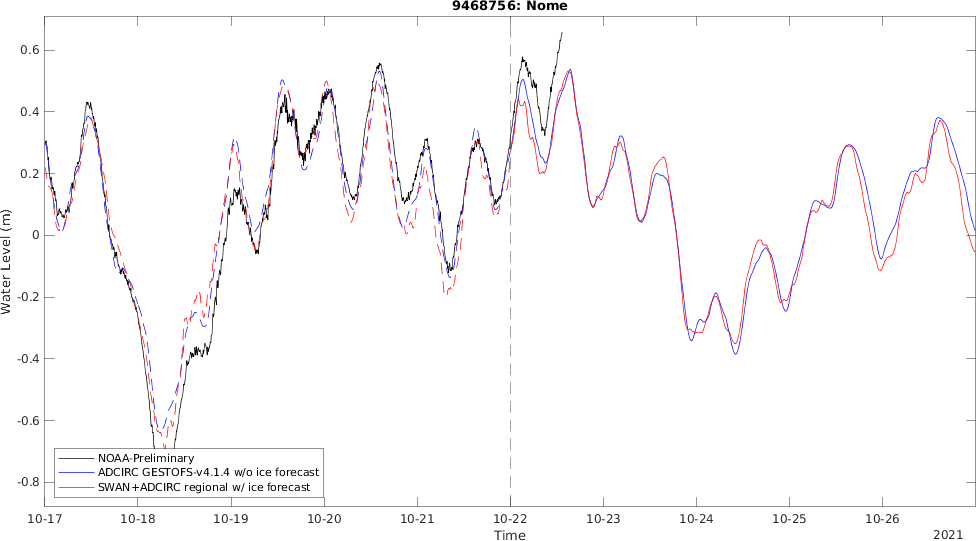 9468756: Nome
0.6
0.4
0.2
0
-0.2
-0.4
-0.6
-0.8
Water Level (m)
NOAA-Preliminary
ADCIRC GESTOFS-v4.1.4 w/o ice forecast
SWAN+ADCIRC regional w/ ice forecast
10-17 10-18 10-19 10-20 10-21 10-22 10-23 10-24 10-25 10-26
Time
2021